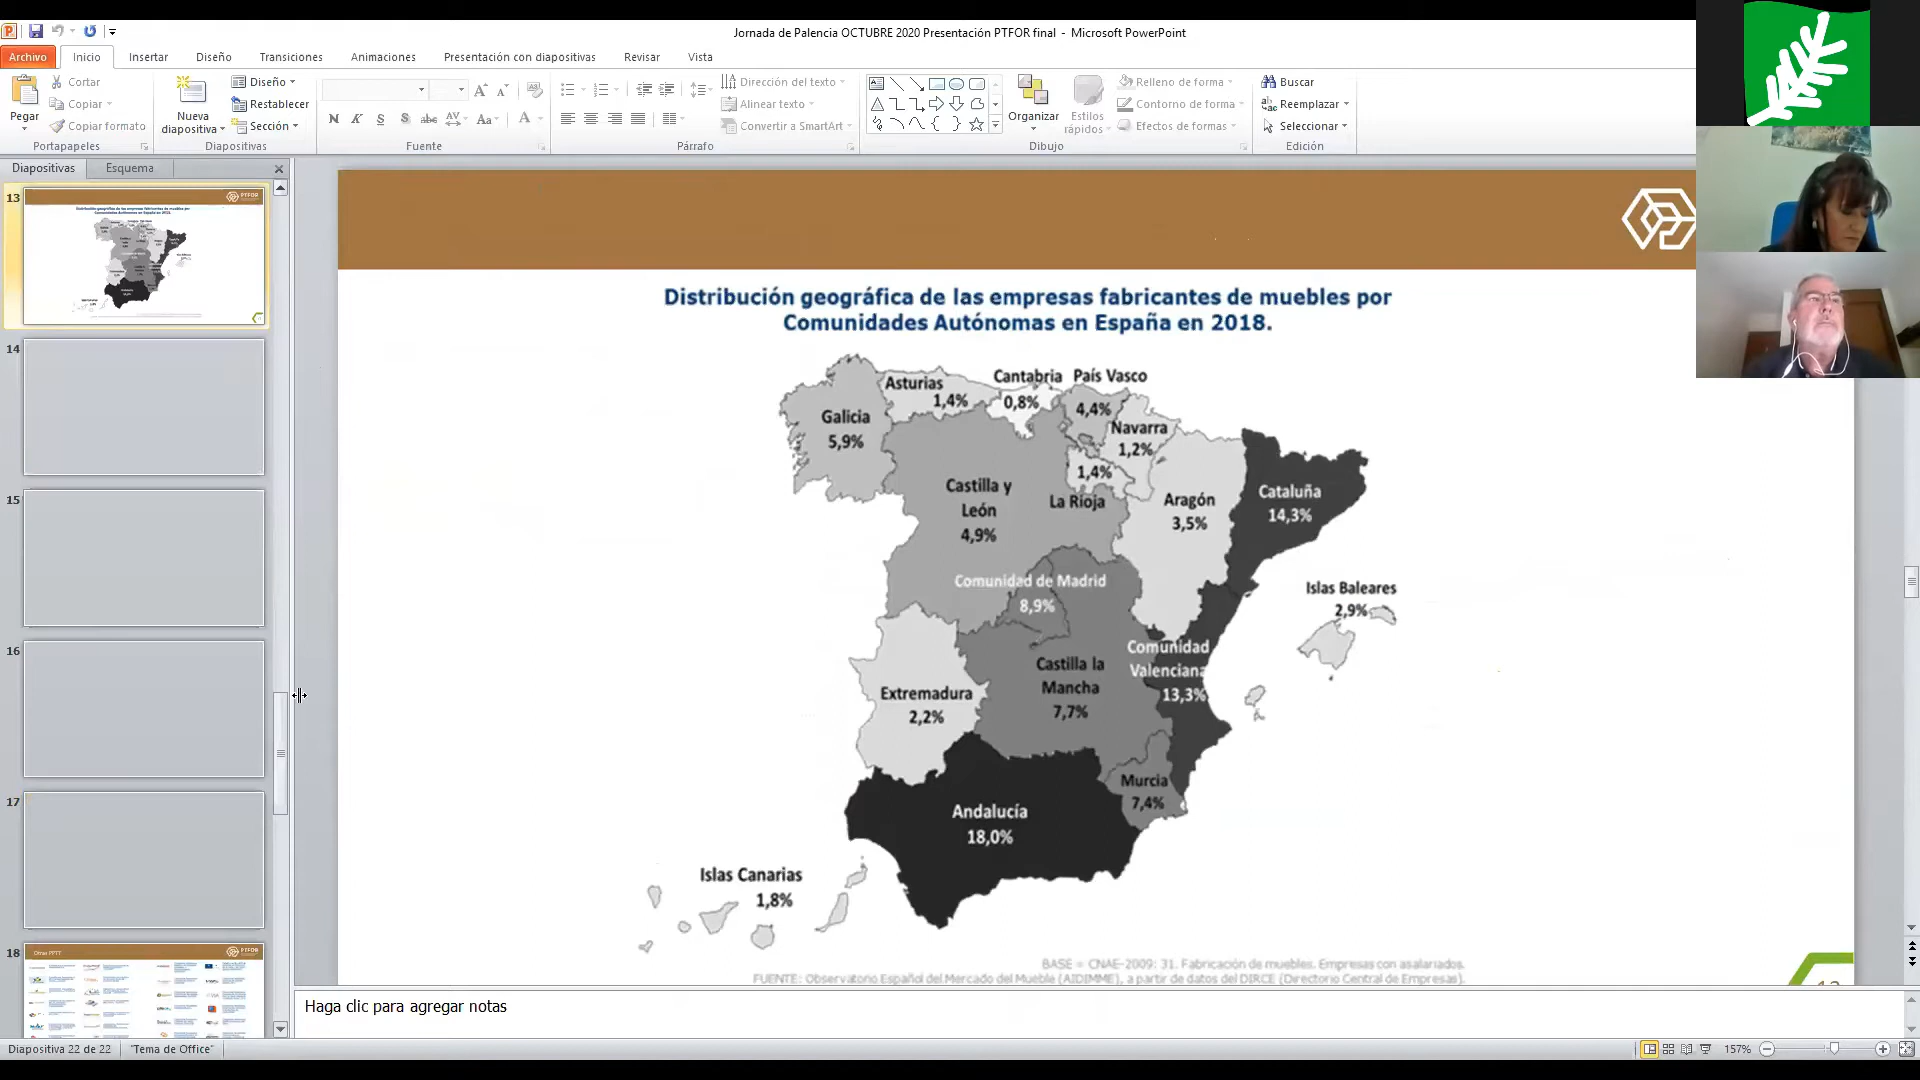 Jornada de Palencia OCTUBRE 2020 Presentación PTFOR final - Microsoft PowerPoint
Archivo Inicio Insertar Diseño Transiciones Animaciones Presentación con diapositivas Revisar Vista
Pegar
Cortar
Copiar
Copiar formato
Portapapeles
Nueva
diapositiva
Diseño
Restablecer
Sección
Diapositivas
N K S S abc AV Aa A
Fuente
Dirección del texto
Alinear texto
Convertir a SmartArt
Párrafo
Organizar
Estilos
rápidos
Relleno de forma
Contorno de forma
Efectos de formas
Dibujo
Buscar
Reemplazar
Seleccionar
Edición
Diapositivas Esquema
13
14
15
16
17
18
Otras PPTT
Distribución geográfica de las empresas fabricantes de muebles por
Comunidades Autónomas en España en 2018.
Galicia
5,9%
Asturias
1,4%
Cantabria
0,8%
País Vasco
4,4%
Navarra
1,2%
1,4%
La Rioja
Castilla y
León
4,9%
Aragón
3,5%
Cataluña
14,3%
Comunidad de Madrid
8,9%
Islas Baleares
2,9%
Comunidad
Valenciana
13,3%
Castilla la
Mancha
7,7%
Extremadura
2,2%
Murcia
7,4%
Andalucía
18,0%
Islas Canarias
1,8%
BASE = CNAE-2009: 31. Fabricación de muebles. Empresas con asalariados.
FUENTE: Observatorio Español del Mercado del Mueble (AIDIMME), a partir de datos del DIRCE (Directorio Central de Empresas).
Haga clic para agregar notas
Diapositiva 22 de 22 "Tema de Office" 157%